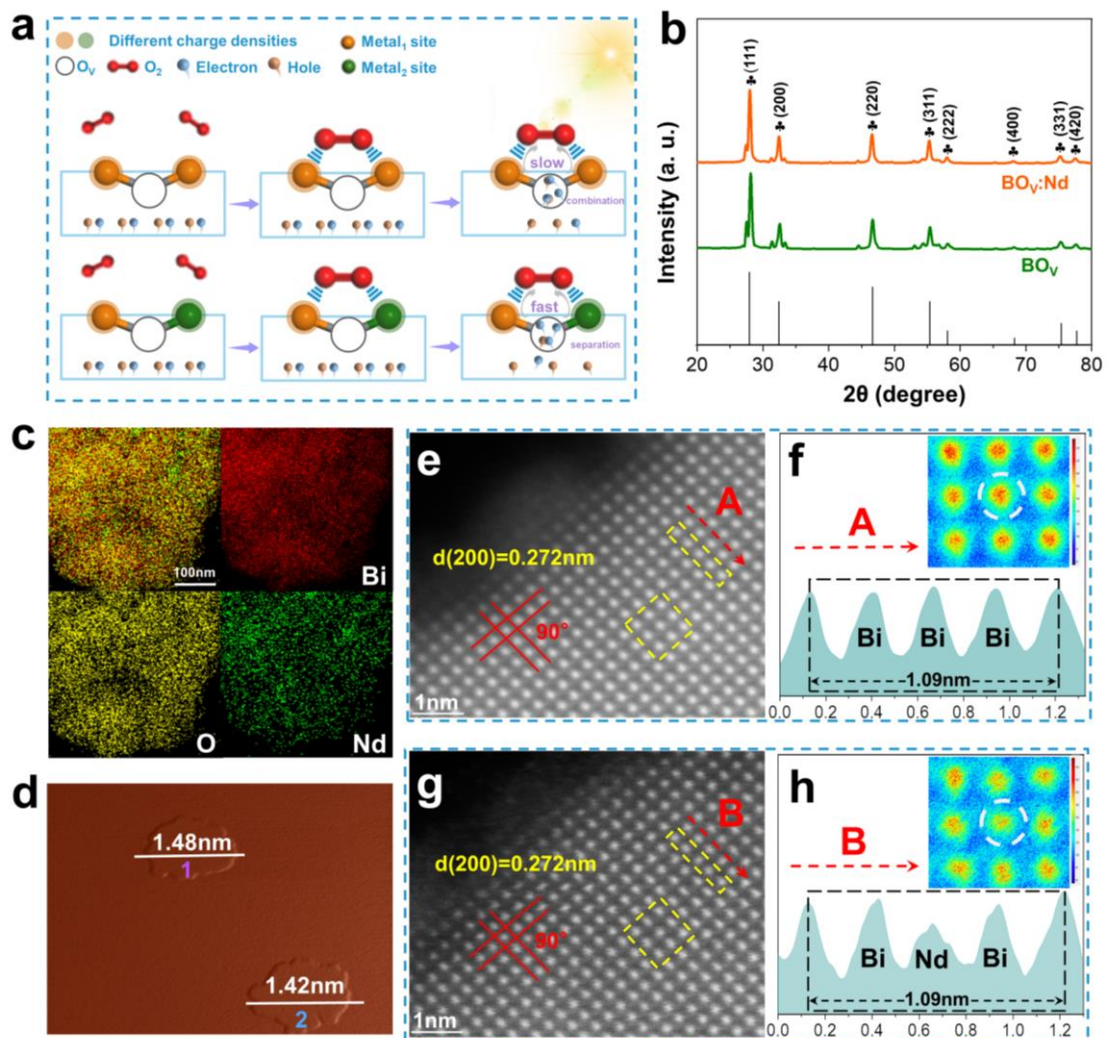 a
Different charge densities
Metal₁ site
Oᵥ
O₂
Electron
Hole
Metal₂ site
slow
combination
fast
separation
b
Intensity (a. u.)
♣(111)
♣(200)
♣(220)
♣(311)
♣(222)
♣(400)
♣(331)
♣(420)
BOᵥ:Nd
BOᵥ
20 30 40 50 60 70 80
2θ (degree)
c
100nm
Bi
O
Nd
d
1.48nm
1
1.42nm
2
e
A
d(200)=0.272nm
90°
1nm
f
A
Bi Bi Bi
1.09nm
0.0 0.2 0.4 0.6 0.8 1.0 1.2
g
B
d(200)=0.272nm
90°
1nm
h
B
Bi Nd Bi
1.09nm
0.0 0.2 0.4 0.6 0.8 1.0 1.2